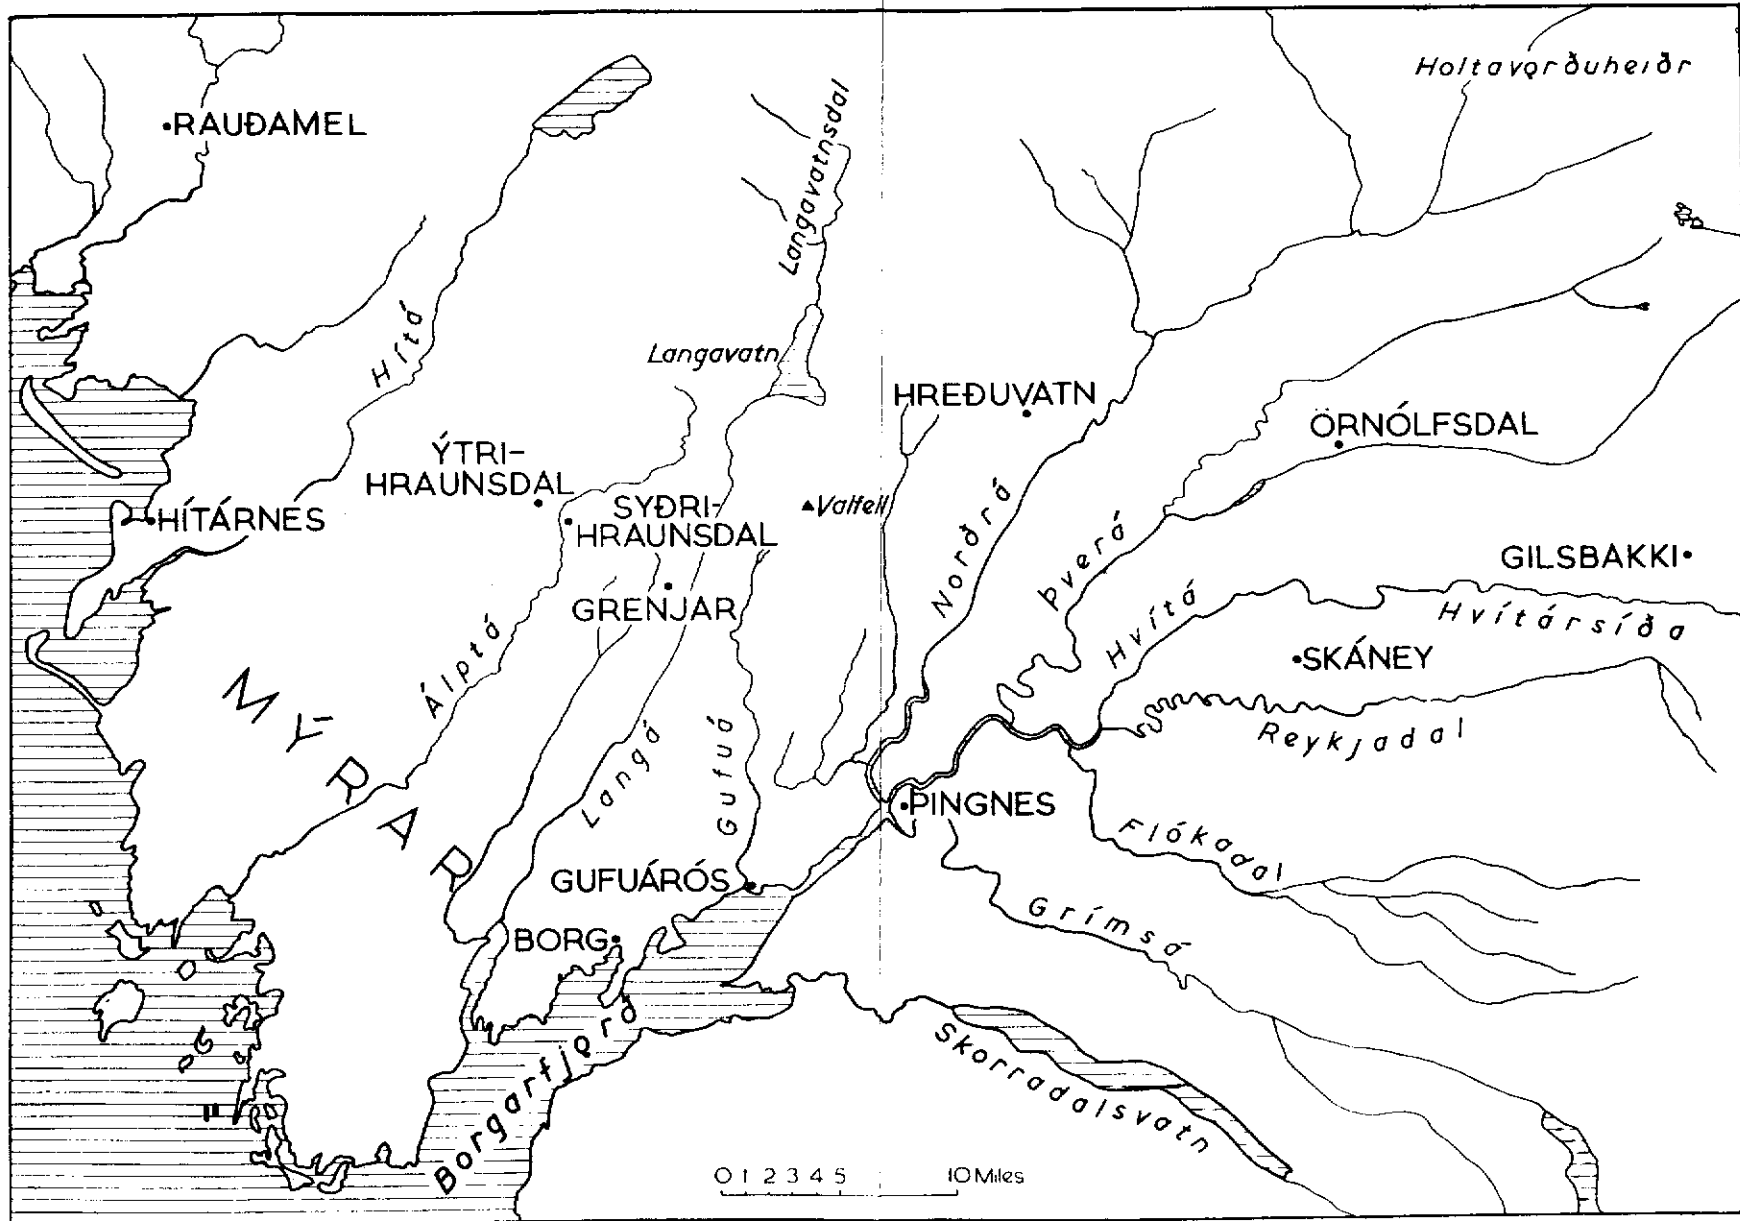 Holtavǫrðuheiðr
RAUÐAMEL
Langavatnsdal
Hítá
Langavatn
HREÐUVATN
ÖRNÓLFSDAL
ÝTRI-
HRAUNSDAL
SYÐRI-
HRAUNSDAL
Valfell
HÍTÁRNES
Norðrá
Þverá
GILSBAKKI
GRENJAR
Hvítá
Hvítársíða
SKÁNEY
Álptá
MÝRAR
Langá
Gufuá
Reykjadal
ÞINGNES
Flókadal
GUFUÁRÓS
Grímsá
BORG
Borgarfjǫrð
Skorradalsvatn
0 1 2 3 4 5 10 Miles